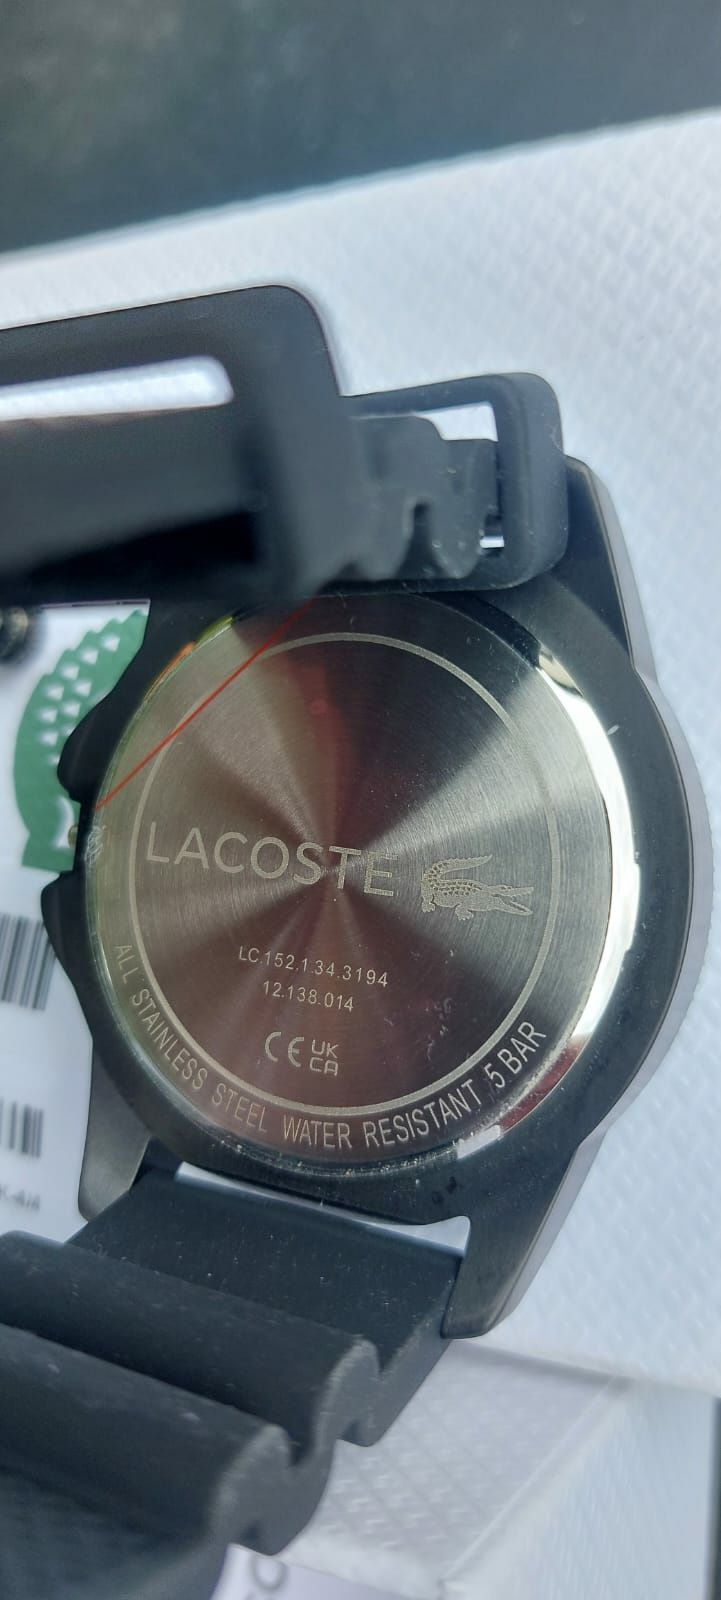 LACOSTE
LC.152.1.34.3194
12.138.014
CE UK
CA
ALL STAINLESS STEEL WATER RESISTANT 5 BAR